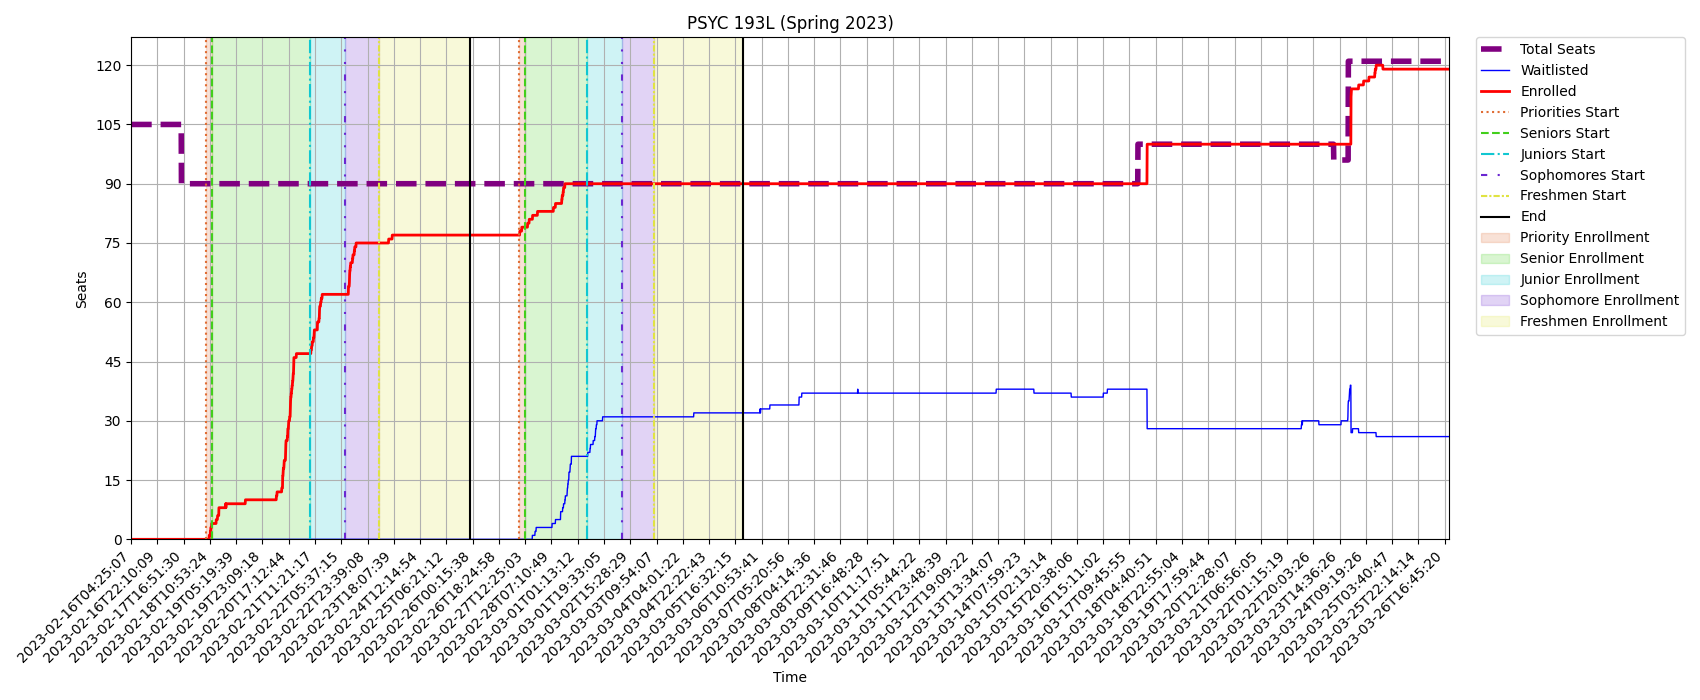 PSYC 193L (Spring 2023)
120
105
90
75
60
45
30
15
0
Seats
2023-02-16T04:25:07
2023-02-16T22:10:09
2023-02-17T16:51:30
2023-02-18T10:53:24
2023-02-19T05:19:39
2023-02-19T23:09:18
2023-02-20T17:12:44
2023-02-21T11:21:17
2023-02-22T05:37:15
2023-02-22T23:39:08
2023-02-23T18:07:39
2023-02-24T12:14:54
2023-02-25T06:21:12
2023-02-26T00:15:38
2023-02-26T18:24:58
2023-02-27T12:25:03
2023-02-28T07:10:49
2023-03-01T01:13:12
2023-03-01T19:33:05
2023-03-02T15:28:29
2023-03-03T09:54:07
2023-03-04T04:01:22
2023-03-04T22:22:43
2023-03-05T16:32:15
2023-03-06T10:53:41
2023-03-07T05:20:56
2023-03-08T04:14:36
2023-03-08T22:31:46
2023-03-09T16:48:28
2023-03-10T11:17:51
2023-03-11T05:44:22
2023-03-11T23:48:39
2023-03-12T19:09:22
2023-03-13T13:34:07
2023-03-14T07:59:23
2023-03-15T02:13:14
2023-03-15T20:38:06
2023-03-16T15:11:02
2023-03-17T09:45:55
2023-03-18T04:40:51
2023-03-18T22:55:04
2023-03-19T17:59:44
2023-03-20T12:28:07
2023-03-21T06:56:05
2023-03-22T01:15:19
2023-03-22T20:03:26
2023-03-23T14:36:26
2023-03-24T09:19:26
2023-03-25T03:40:47
2023-03-25T22:14:14
2023-03-26T16:45:20
Time
Total Seats
Waitlisted
Enrolled
Priorities Start
Seniors Start
Juniors Start
Sophomores Start
Freshmen Start
End
Priority Enrollment
Senior Enrollment
Junior Enrollment
Sophomore Enrollment
Freshmen Enrollment